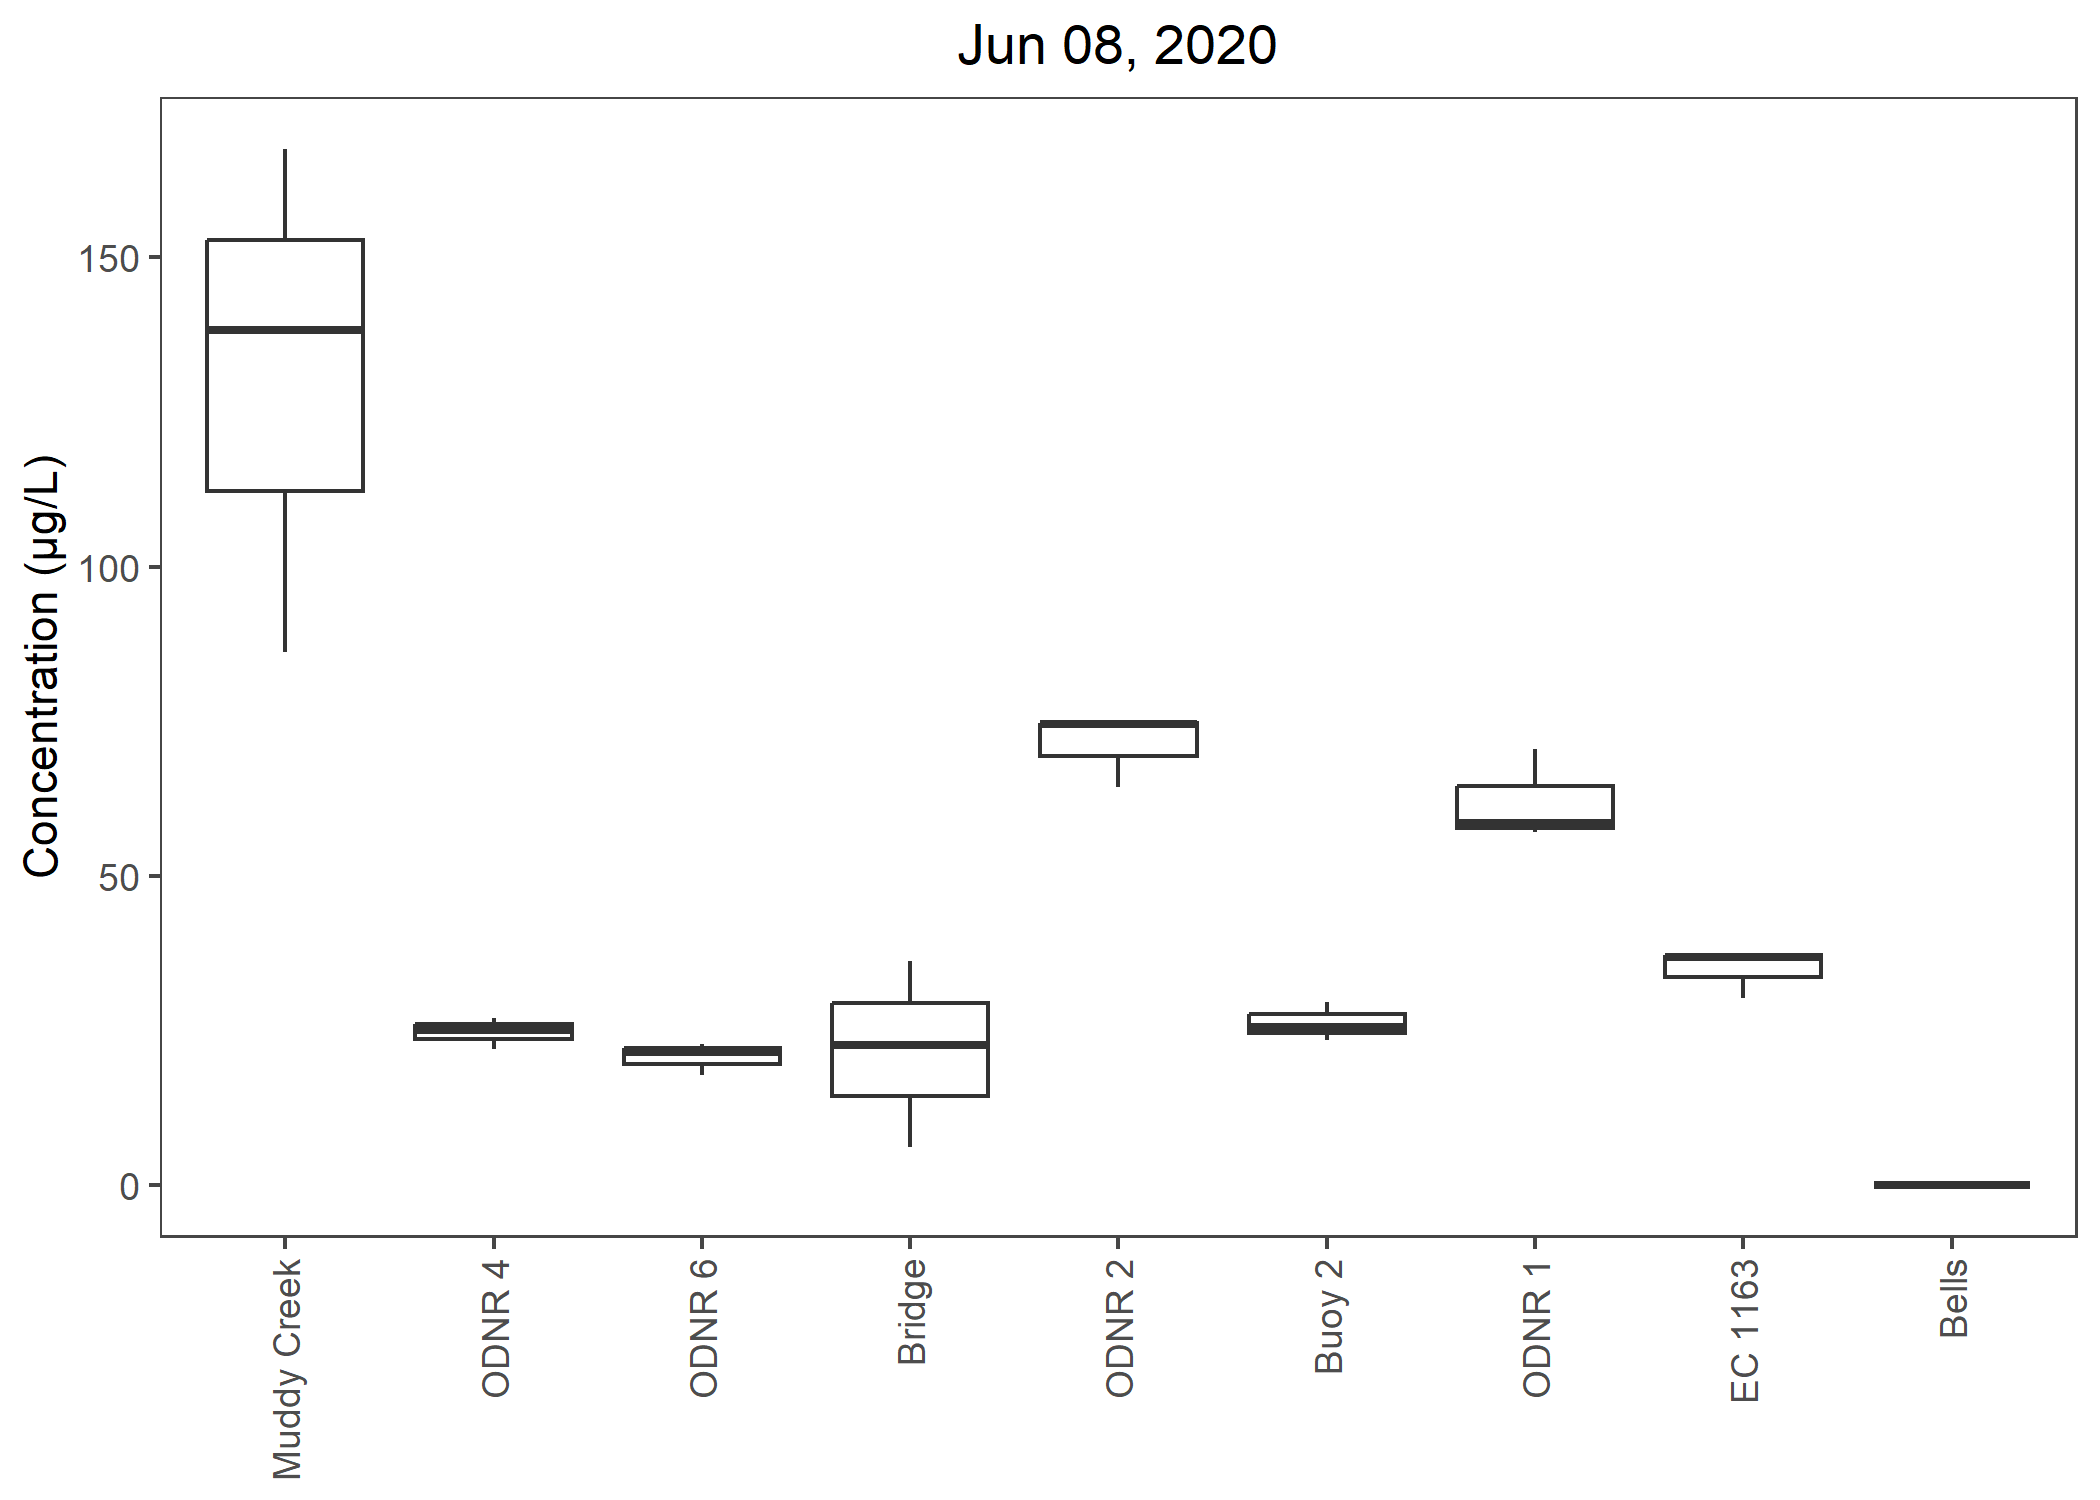 Jun 08, 2020
Concentration (µg/L)
150
100
50
0
Muddy Creek
ODNR 4
ODNR 6
Bridge
ODNR 2
Buoy 2
ODNR 1
EC 1163
Bells